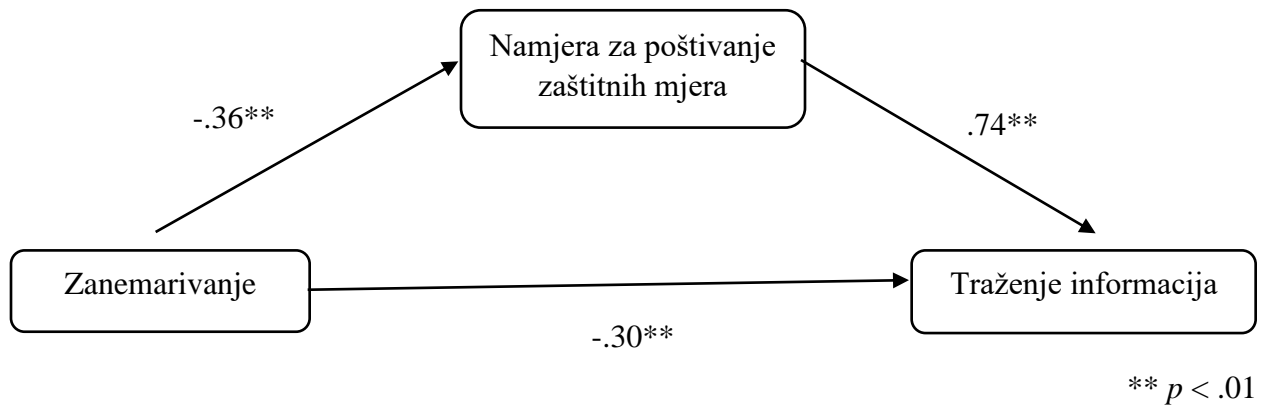 Namjera za poštivanje
zaštitnih mjera
-.36**
.74**
Zanemarivanje
Traženje informacija
-.30**
** p < .01